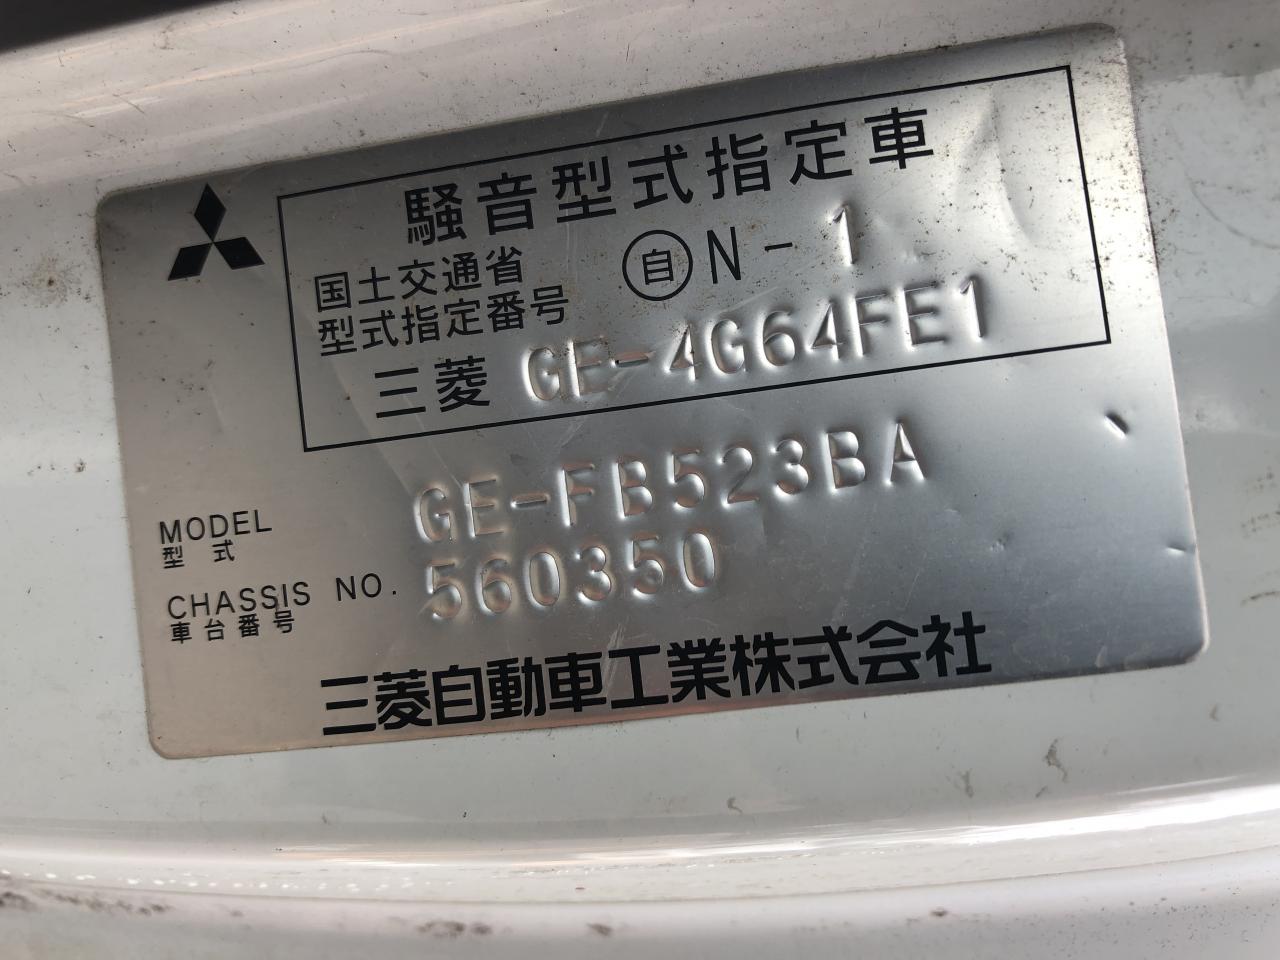 騒音型式指定車
国土交通省
型式指定番号
自 N-1
三菱 GE-4G64FE1
MODEL GE-FB523BA
型式
CHASSIS NO. 560350
車台番号
三菱自動車工業株式会社